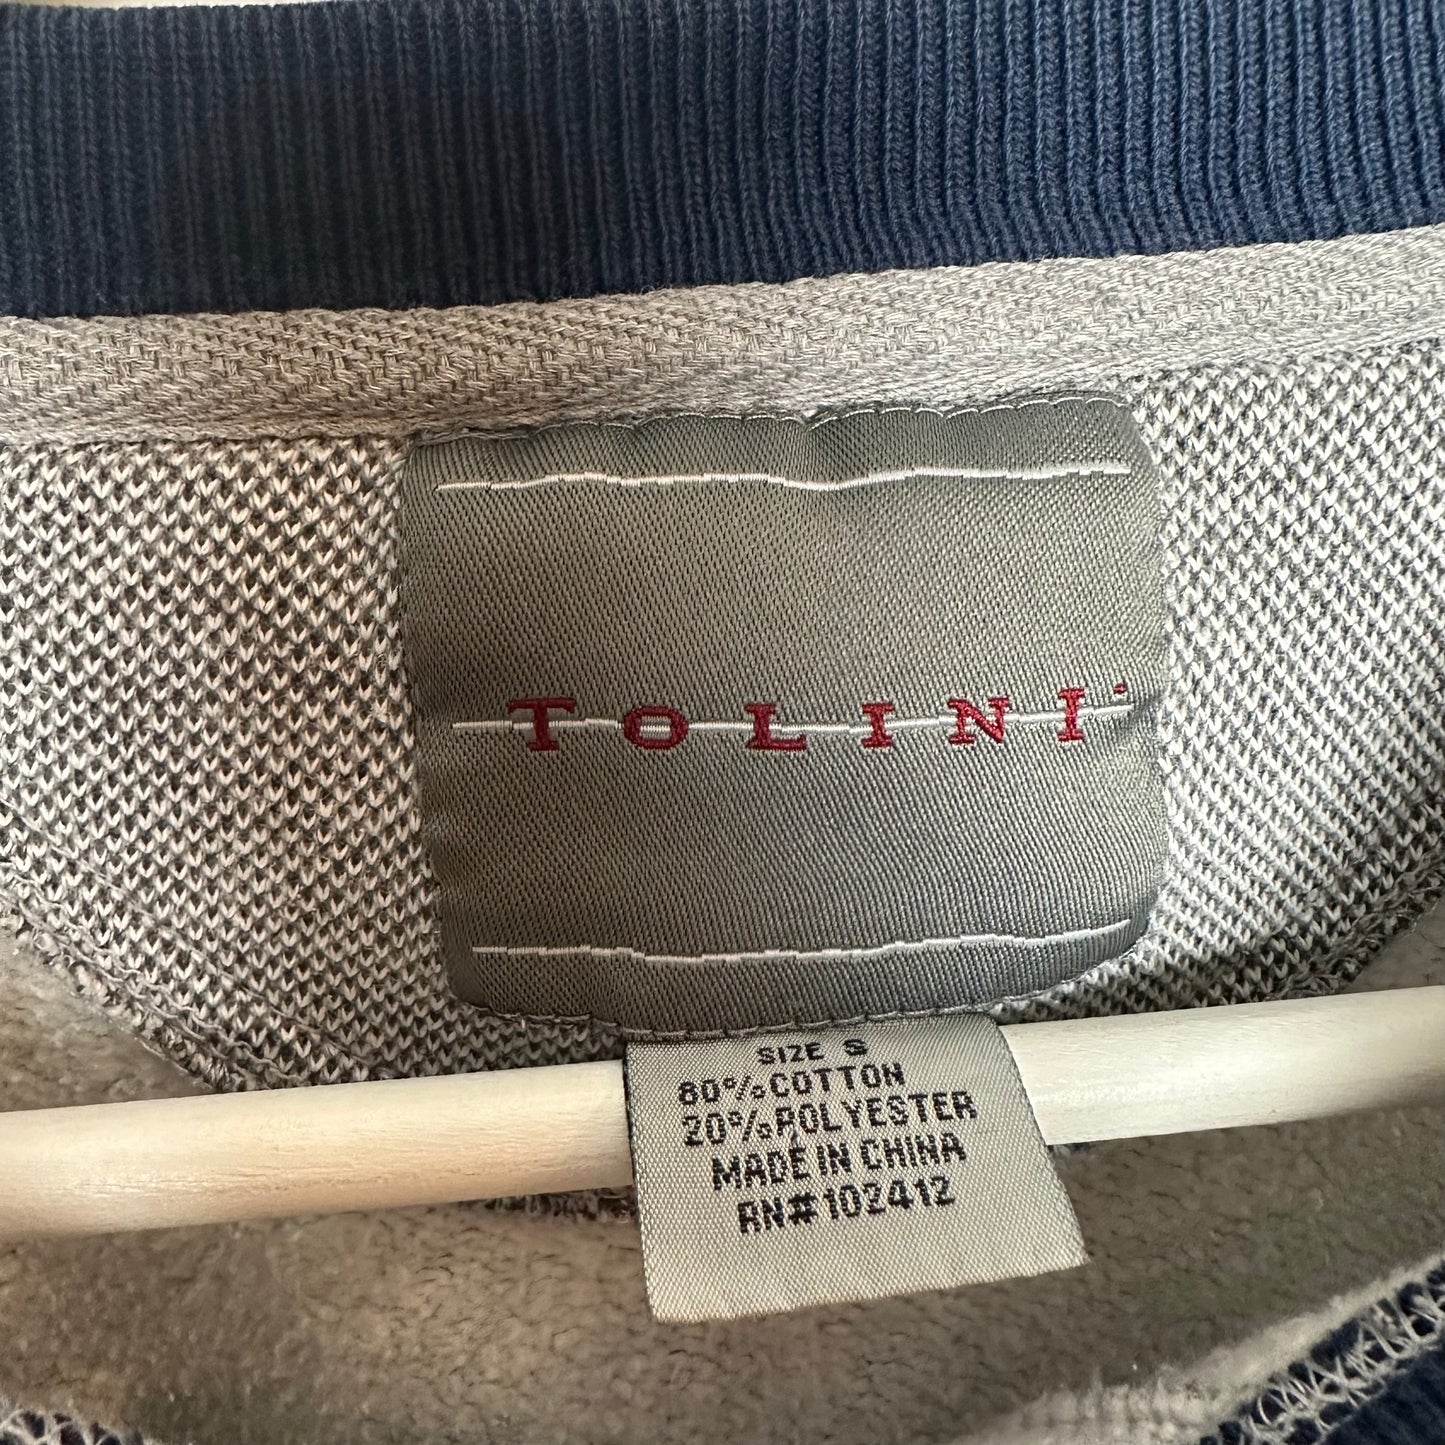 TOLINI
SIZE S
80% COTTON
20% POLYESTER
MADE IN CHINA
RN#102412